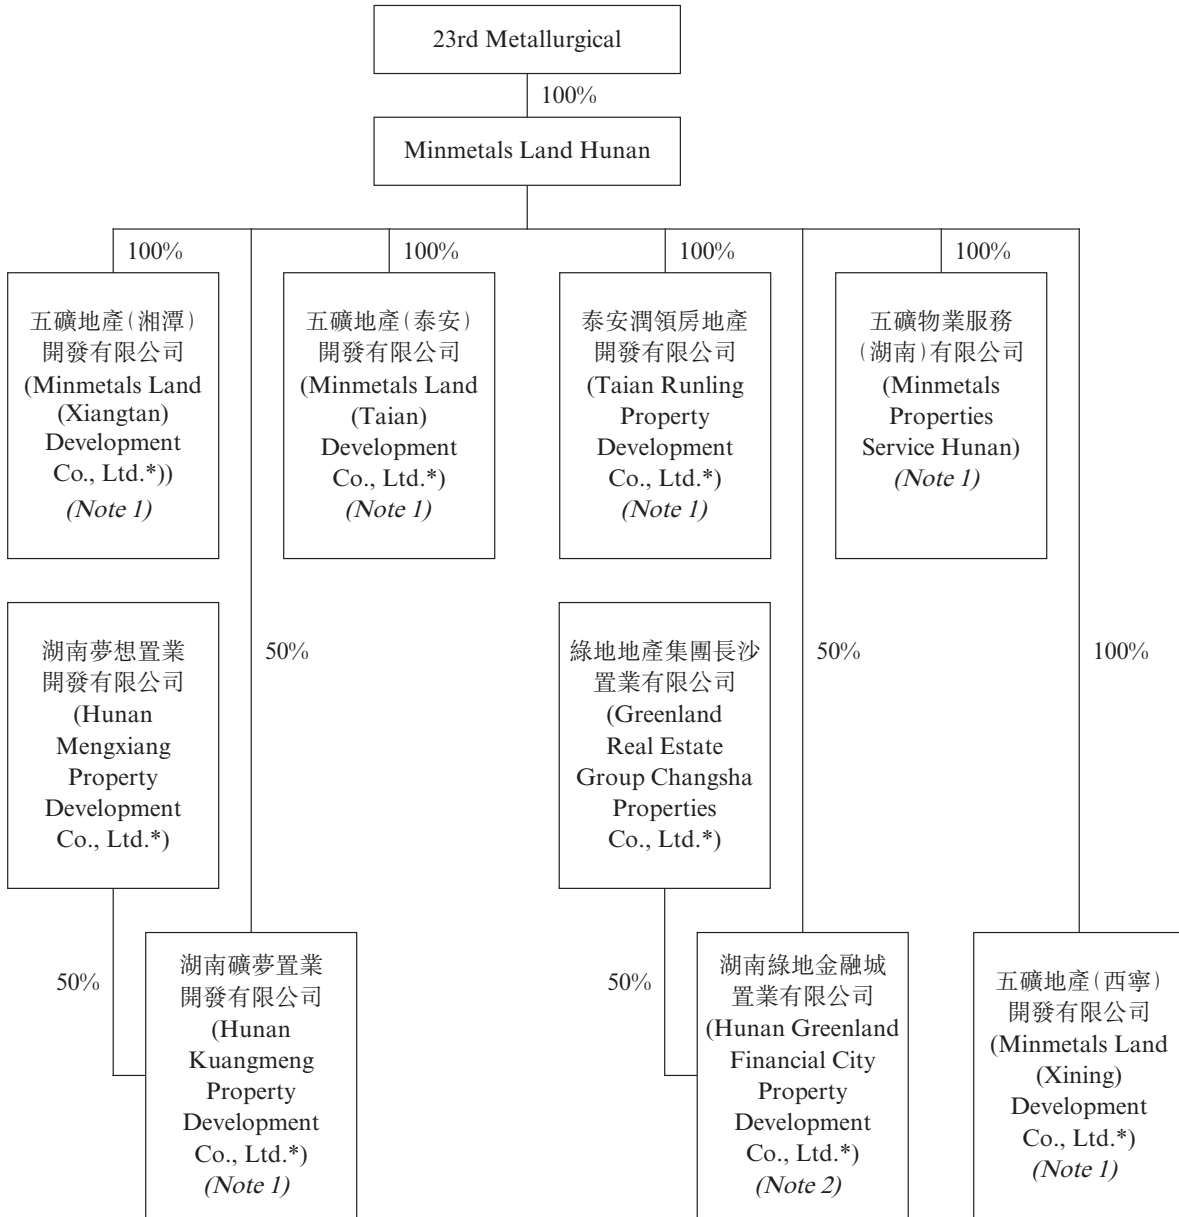 23rd Metallurgical
100%
Minmetals Land Hunan
100%
100%
100%
100%
五礦地產(湘潭)
開發有限公司
(Minmetals Land
(Xiangtan)
Development
Co., Ltd.*))
(Note 1)
五礦地產(泰安)
開發有限公司
(Minmetals Land
(Taian)
Development
Co., Ltd.*)
(Note 1)
泰安潤領房地產
開發有限公司
(Taian Runling
Property
Development
Co., Ltd.*)
(Note 1)
五礦物業服務
(湖南)有限公司
(Minmetals
Properties
Service Hunan)
(Note 1)
湖南夢想置業
開發有限公司
(Hunan
Mengxiang
Property
Development
Co., Ltd.*)
50%
綠地地產集團長沙
置業有限公司
(Greenland
Real Estate
Group Changsha
Properties
Co., Ltd.*)
50%
100%
50%
湖南礦夢置業
開發有限公司
(Hunan
Kuangmeng
Property
Development
Co., Ltd.*)
(Note 1)
50%
湖南綠地金融城
置業有限公司
(Hunan Greenland
Financial City
Property
Development
Co., Ltd.*)
(Note 2)
五礦地產(西寧)
開發有限公司
(Minmetals Land
(Xining)
Development
Co., Ltd.*)
(Note 1)